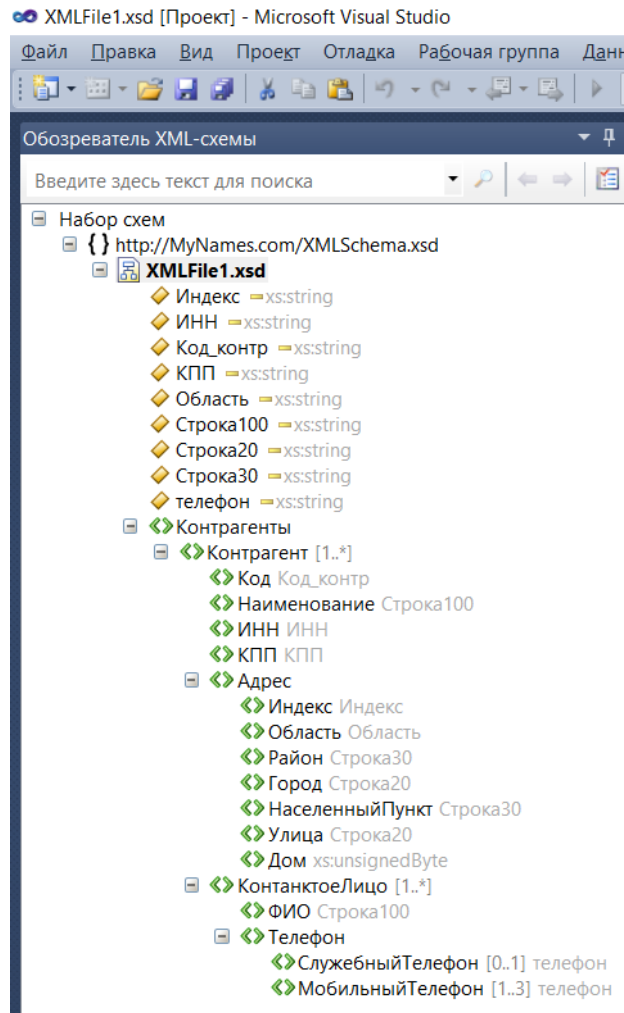 XMLFile1.xsd [Проект] - Microsoft Visual Studio
Файл Правка Вид Проект Отладка Рабочая группа Данн
Обозреватель XML-схемы
Введите здесь текст для поиска
Набор схем
{ } http://MyNames.com/XMLSchema.xsd
XMLFile1.xsd
Индекс xs:string
ИНН xs:string
Код_контр xs:string
КПП xs:string
Область xs:string
Строка100 xs:string
Строка20 xs:string
Строка30 xs:string
телефон xs:string
Контрагенты
Контрагент [1..*]
Код Код_контр
Наименование Строка100
ИНН ИНН
КПП КПП
Адрес
Индекс Индекс
Область Область
Район Строка30
Город Строка20
НаселенныйПункт Строка30
Улица Строка20
Дом xs:unsignedByte
КонтанктоеЛицо [1..*]
ФИО Строка100
Телефон
СлужебныйТелефон [0..1] телефон
МобильныйТелефон [1..3] телефон